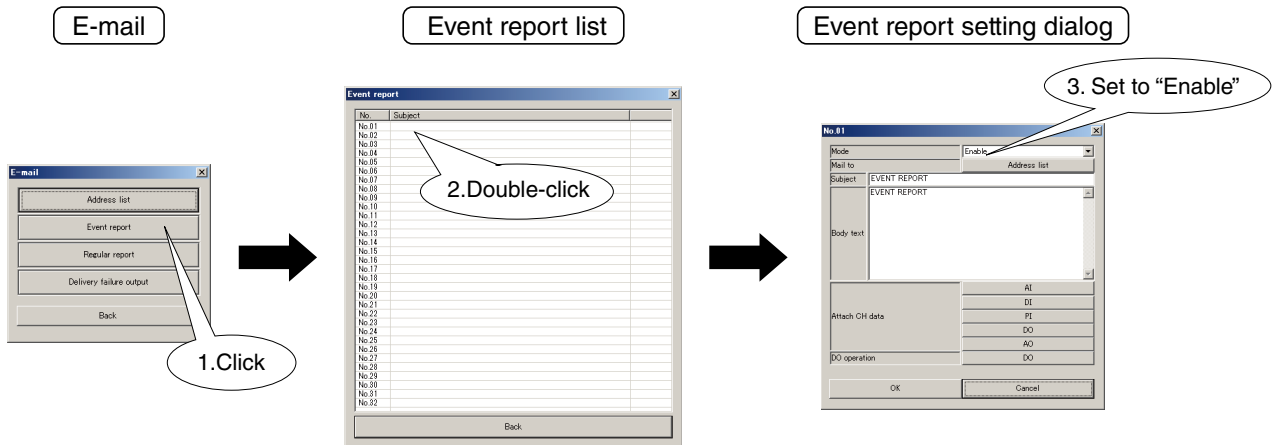 E-mail
Event report list
Event report setting dialog
E-mail
Address list
Event report
Regular report
Delivery failure output
Back
1.Click
Event report
No. Subject
No.01
No.02
No.03
No.04
No.05
No.06
No.07
No.08
No.09
No.10
No.11
No.12
No.13
No.14
No.15
No.16
No.17
No.18
No.19
No.20
No.21
No.22
No.23
No.24
No.25
No.26
No.27
No.28
No.29
No.30
No.31
No.32
Back
2.Double-click
3. Set to “Enable”
No.01
Mode Enable
Mail to Address list
Subject EVENT REPORT
Body text EVENT REPORT
Attach CH data
AI
DI
PI
DO
AO
DO operation DO
OK Cancel